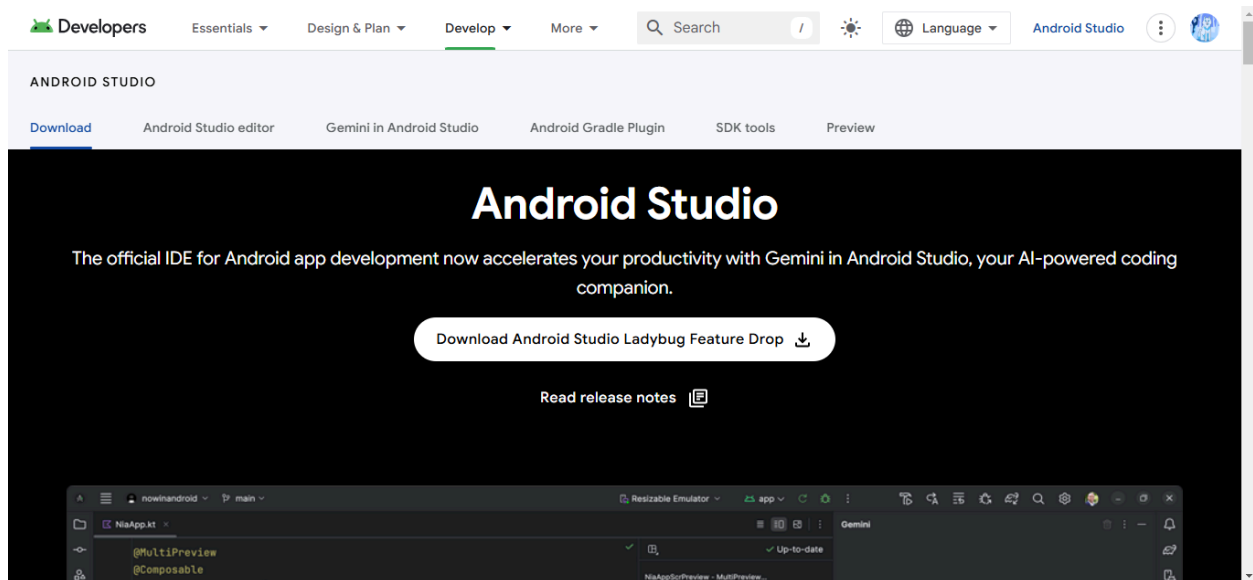 Developers
Essentials
Design & Plan
Develop
More
Search
/
Language
Android Studio
ANDROID STUDIO
Download
Android Studio editor
Gemini in Android Studio
Android Gradle Plugin
SDK tools
Preview
Android Studio
The official IDE for Android app development now accelerates your productivity with Gemini in Android Studio, your AI-powered coding
companion.
Download Android Studio Ladybug Feature Drop
Read release notes
nowinandroid
main
Resizable Emulator
app
NiaApp.kt
Gemini
@MultiPreview
Up-to-date
@Composable
NiaAppScrPreview - MultiPreview...